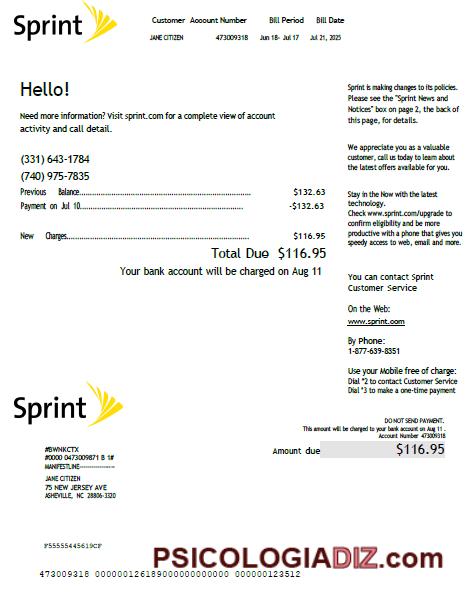 Sprint
Customer Account Number Bill Period Bill Date
JANE CITIZEN 473009318 Jun 18- Jul 17 Jul 21, 2025
Hello!
Need more information? Visit sprint.com for a complete view of account
activity and call detail.
(331) 643-1784
(740) 975-7835
Previous Balance................................................................ $132.63
Payment on Jul 10................................................................ -$132.63
New Charges................................................................ $116.95
Total Due $116.95
Your bank account will be charged on Aug 11
Sprint is making changes to its policies.
Please see the "Sprint News and
Notices" box on page 2, the back of
this page, for details.
We appreciate you as a valuable
customer, call us today to learn about
the latest offers available for you.
Stay in the Now with the latest
technology.
Check www.sprint.com/upgrade to
confirm eligibility and be more
productive with a phone that gives you
speedy access to web, email and more.
You can contact Sprint
Customer Service
On the Web:
www.sprint.com
By Phone:
1-877-639-8351
Use your Mobile free of charge:
Dial *2 to contact Customer Service
Dial *3 to make a one-payment
Sprint
DO NOT SEND PAYMENT.
This amount will be charged to your bank account on Aug 11 .
Account Number 473009318
Amount due $116.95
#BWNKCTX
#0000 0473009871 B 1#
MANIFESTLINE----------------
JANE CITIZEN
75 NEW JERSEY AVE
ASHEVILLE, NC 28806-3320
F55555445619CF
PSICOLOGIADIZ.com
473009318 0000001261890000000000000 000000123512